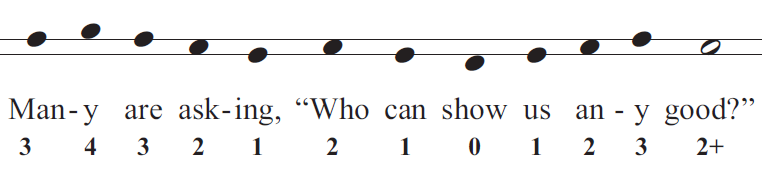 Man-y are ask-ing, “Who can show us an - y good?”
3 4 3 2 1 2 1 0 1 2 3 2+